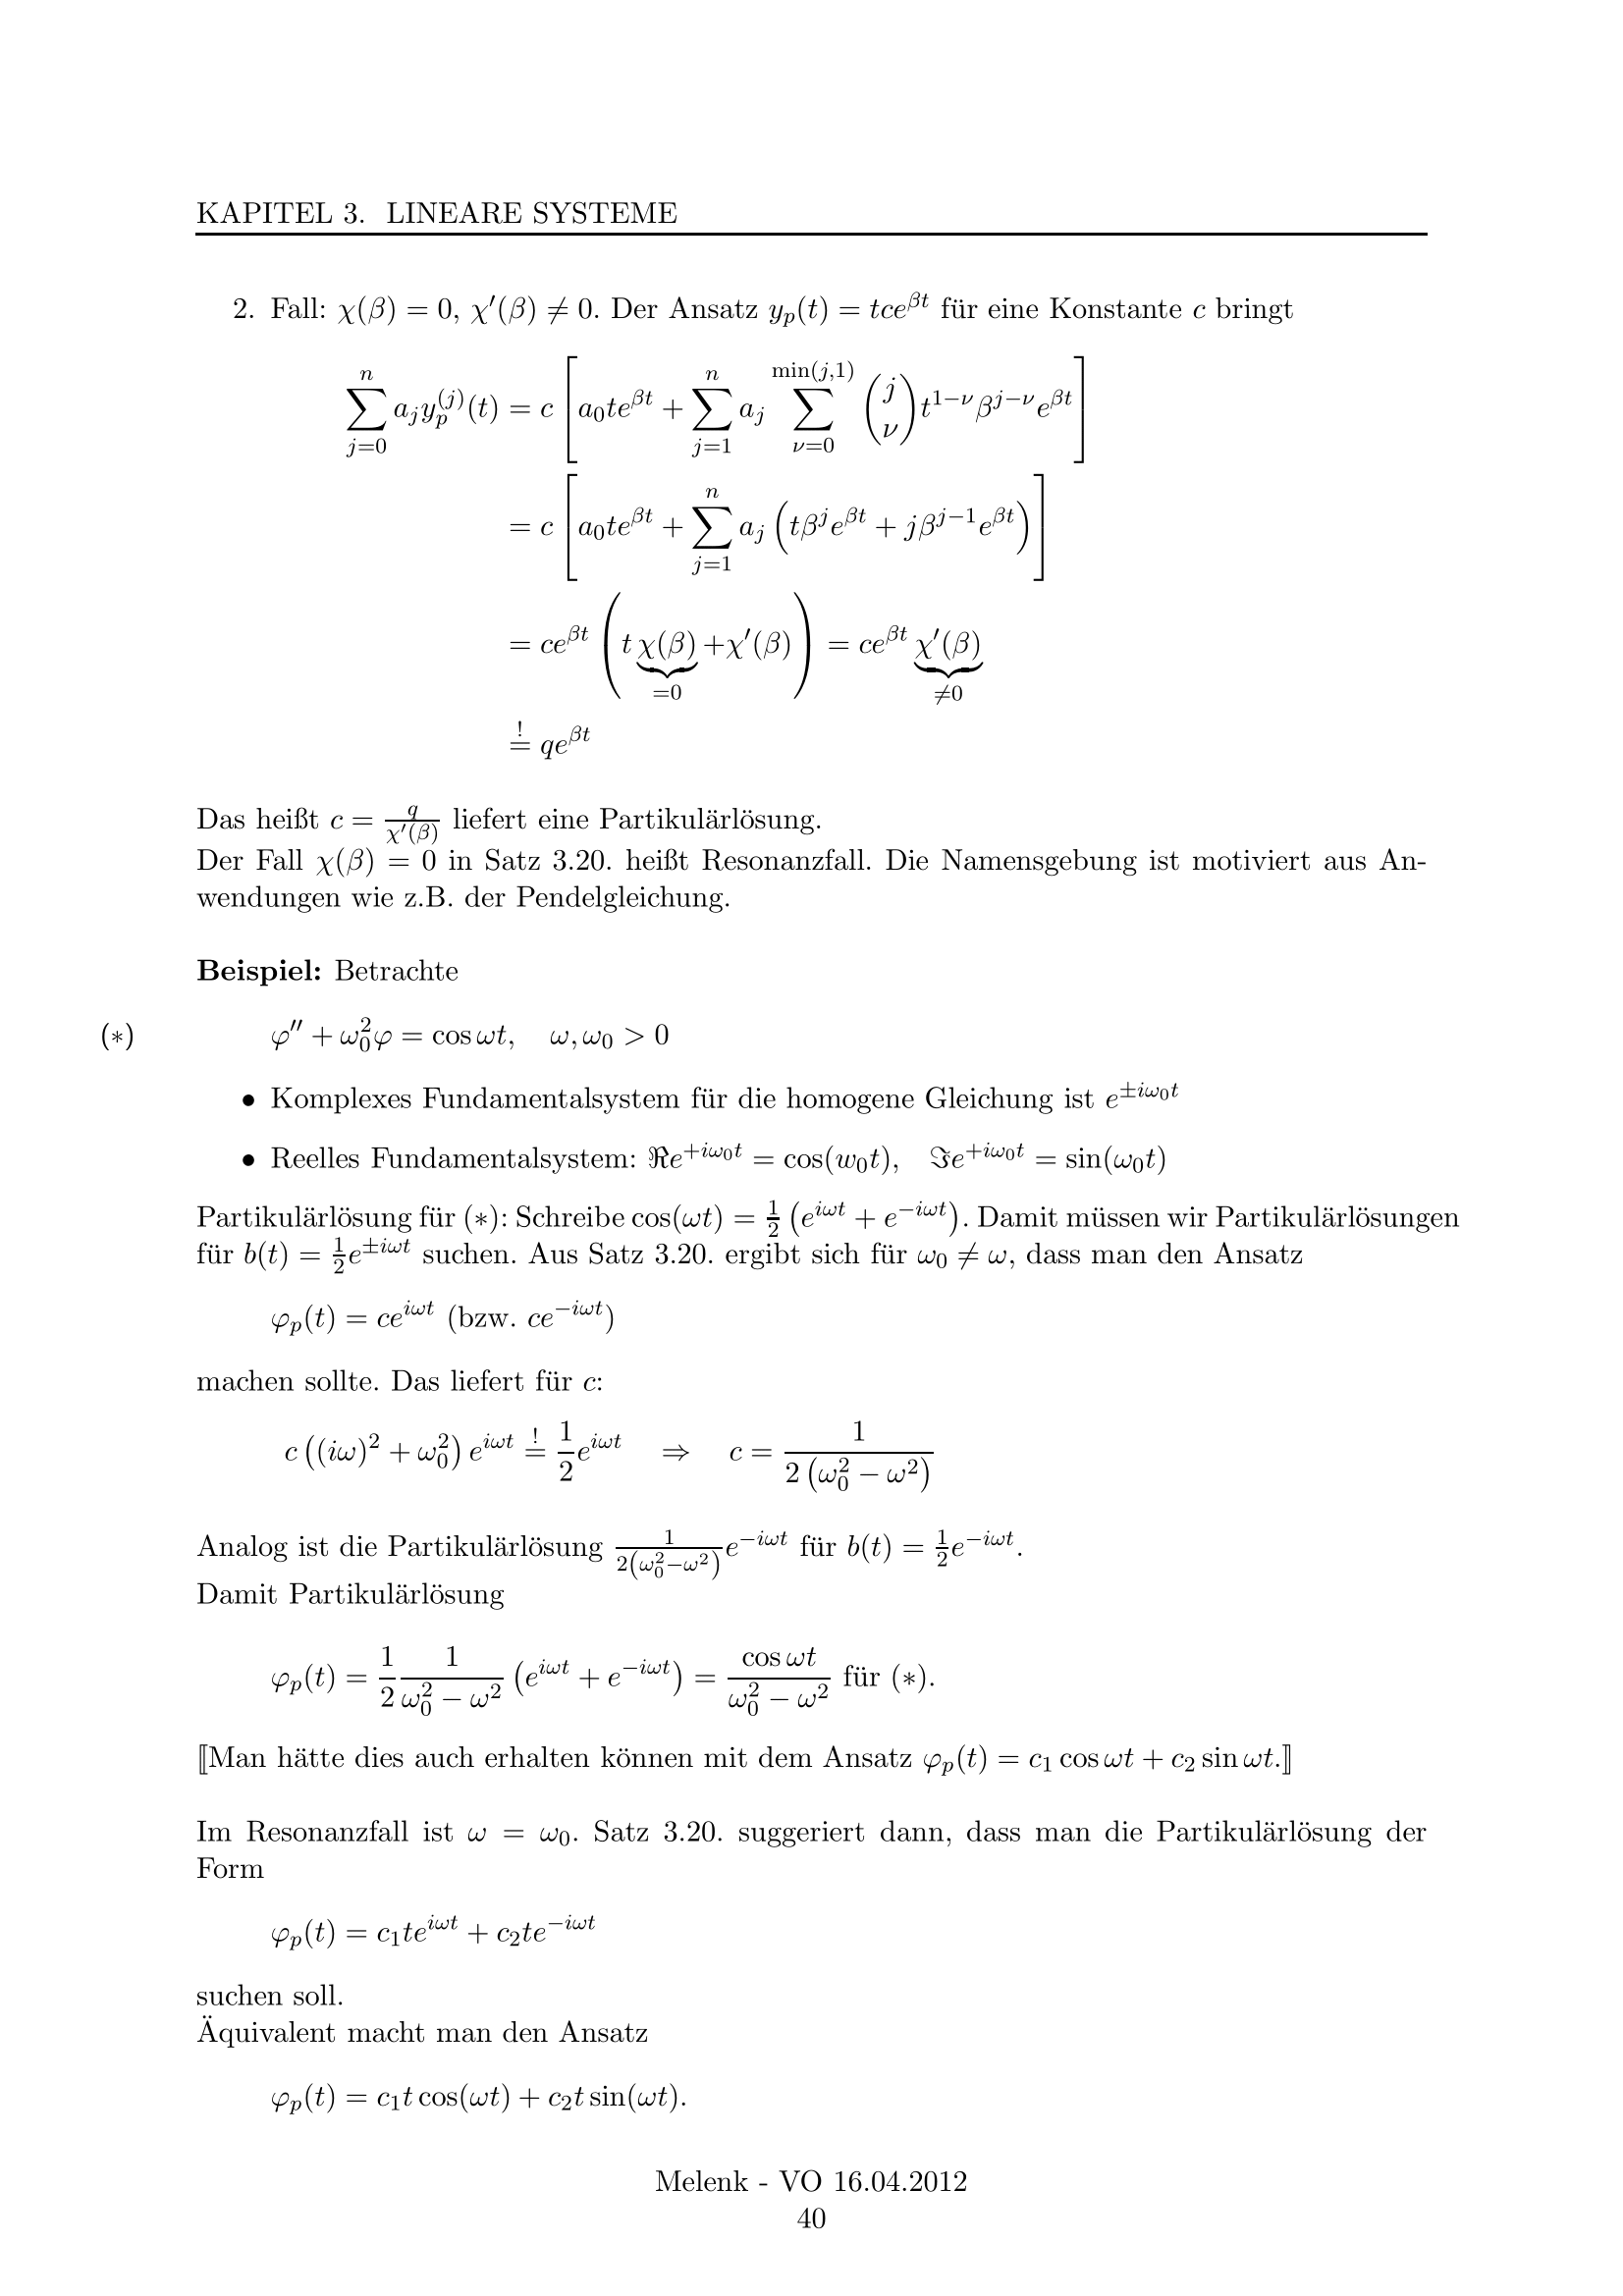 KAPITEL 3. LINEARE SYSTEME
2. Fall: $\chi(\beta) = 0$, $\chi'(\beta) \neq 0$. Der Ansatz $y_p(t) = tce^{\beta t}$ für eine Konstante $c$ bringt
$\sum_{j=0}^{n} a_j y_p^{(j)}(t) = c \left[ a_0 t e^{\beta t} + \sum_{j=1}^{n} a_j \sum_{\nu=0}^{\min(j,1)} \binom{j}{\nu} t^{1-\nu} \beta^{j-\nu} e^{\beta t} \right]$
$= c \left[ a_0 t e^{\beta t} + \sum_{j=1}^{n} a_j \left( t\beta^j e^{\beta t} + j\beta^{j-1} e^{\beta t} \right) \right]$
$= ce^{\beta t} \left( t \underbrace{\chi(\beta)}_{=0} + \chi'(\beta) \right) = ce^{\beta t} \underbrace{\chi'(\beta)}_{\neq 0}$
$\stackrel{!}{=} qe^{\beta t}$
Das heißt $c = \frac{q}{\chi'(\beta)}$ liefert eine Partikulärlösung.
Der Fall $\chi(\beta) = 0$ in Satz 3.20. heißt Resonanzfall. Die Namensgebung ist motiviert aus An-
wendungen wie z.B. der Pendelgleichung.
Beispiel: Betrachte
(∗) $\varphi'' + \omega_0^2 \varphi = \cos \omega t, \quad \omega, \omega_0 > 0$
• Komplexes Fundamentalsystem für die homogene Gleichung ist $e^{\pm i\omega_0 t}$
• Reelles Fundamentalsystem: $\Re e^{+i\omega_0 t} = \cos(w_0 t), \quad \Im e^{+i\omega_0 t} = \sin(\omega_0 t)$
Partikulärlösung für (∗): Schreibe $\cos(\omega t) = \frac{1}{2} \left( e^{i\omega t} + e^{-i\omega t} \right)$. Damit müssen wir Partikulärlösungen
für $b(t) = \frac{1}{2} e^{\pm i\omega t}$ suchen. Aus Satz 3.20. ergibt sich für $\omega_0 \neq \omega$, dass man den Ansatz
$\varphi_p(t) = ce^{i\omega t}$ (bzw. $ce^{-i\omega t}$)
machen sollte. Das liefert für $c$:
$c \left( (i\omega)^2 + \omega_0^2 \right) e^{i\omega t} \stackrel{!}{=} \frac{1}{2} e^{i\omega t} \quad \Rightarrow \quad c = \frac{1}{2 \left( \omega_0^2 - \omega^2 \right)}$
Analog ist die Partikulärlösung $\frac{1}{2(\omega_0^2 - \omega^2)} e^{-i\omega t}$ für $b(t) = \frac{1}{2} e^{-i\omega t}$.
Damit Partikulärlösung
$\varphi_p(t) = \frac{1}{2} \frac{1}{\omega_0^2 - \omega^2} \left( e^{i\omega t} + e^{-i\omega t} \right) = \frac{\cos \omega t}{\omega_0^2 - \omega^2}$ für (∗).
⟦Man hätte dies auch erhalten können mit dem Ansatz $\varphi_p(t) = c_1 \cos \omega t + c_2 \sin \omega t$.⟧
Im Resonanzfall ist $\omega = \omega_0$. Satz 3.20. suggeriert dann, dass man die Partikulärlösung der
Form
$\varphi_p(t) = c_1 t e^{i\omega t} + c_2 t e^{-i\omega t}$
suchen soll.
Äquivalent macht man den Ansatz
$\varphi_p(t) = c_1 t \cos(\omega t) + c_2 t \sin(\omega t).$
Melenk - VO 16.04.2012
40